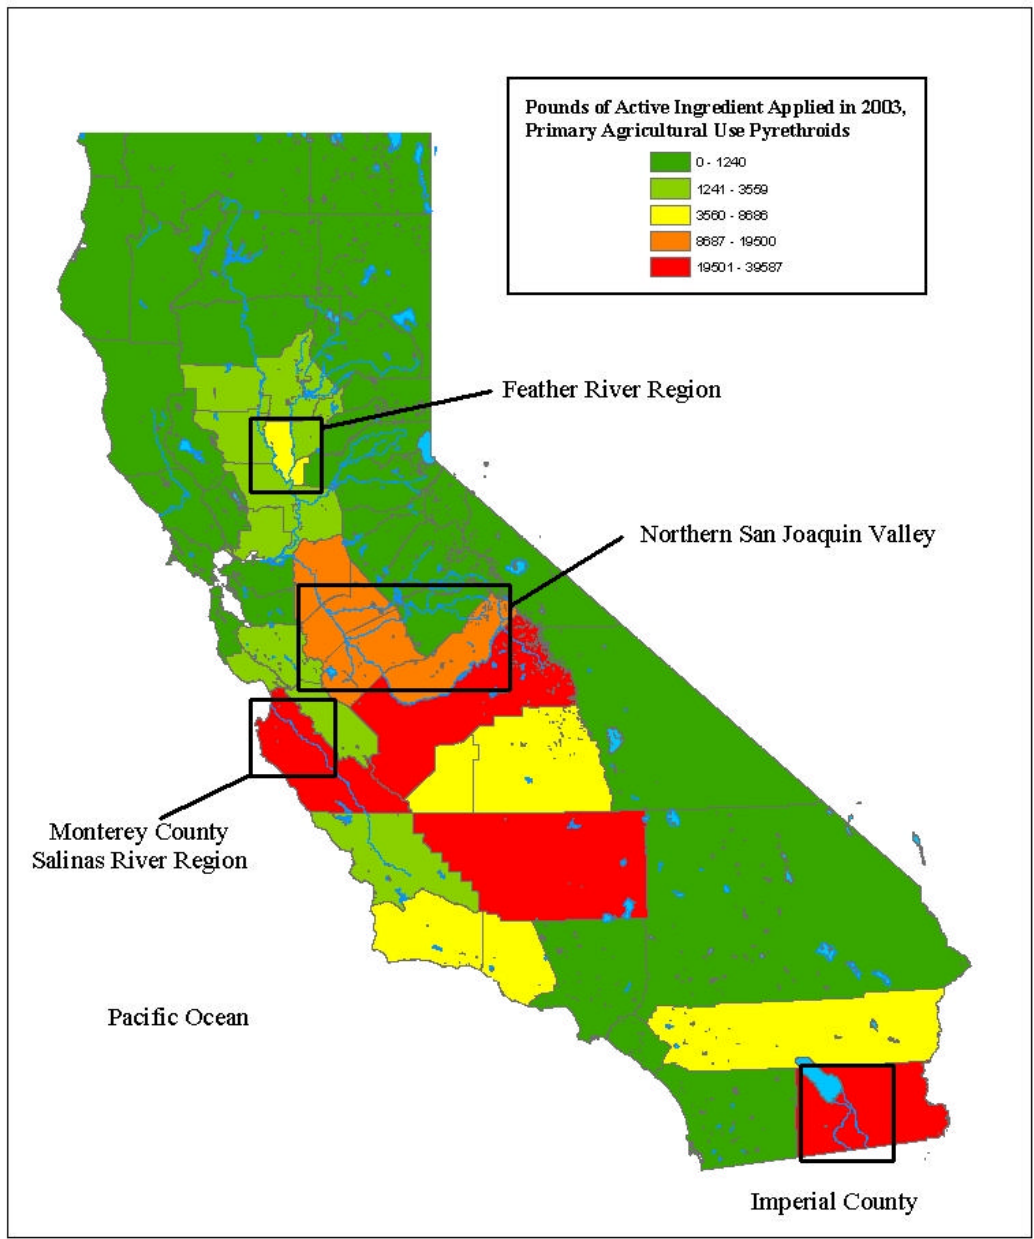 Pounds of Active Ingredient Applied in 2003,
Primary Agricultural Use Pyrethroids
0 - 1240
1241 - 3559
3560 - 8686
8687 - 19500
19501 - 39587
Feather River Region
Northern San Joaquin Valley
Monterey County
Salinas River Region
Pacific Ocean
Imperial County